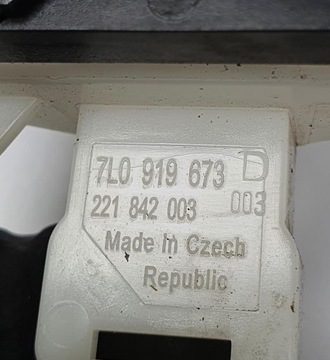 7L0 919 673 D
221 842 003 003
Made In Czech
Republic